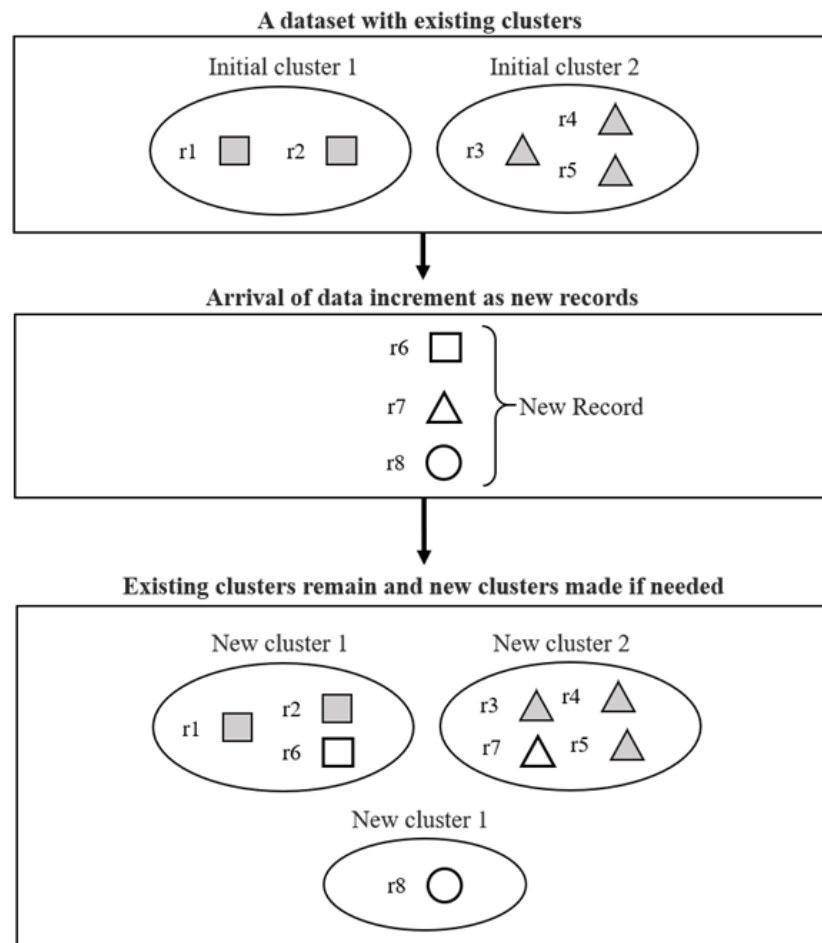 A dataset with existing clusters
Initial cluster 1
Initial cluster 2
r1
r2
r3
r4
r5
Arrival of data increment as new records
r6
r7
r8
New Record
Existing clusters remain and new clusters made if needed
New cluster 1
New cluster 2
r1
r2
r6
r3
r4
r7
r5
New cluster 1
r8